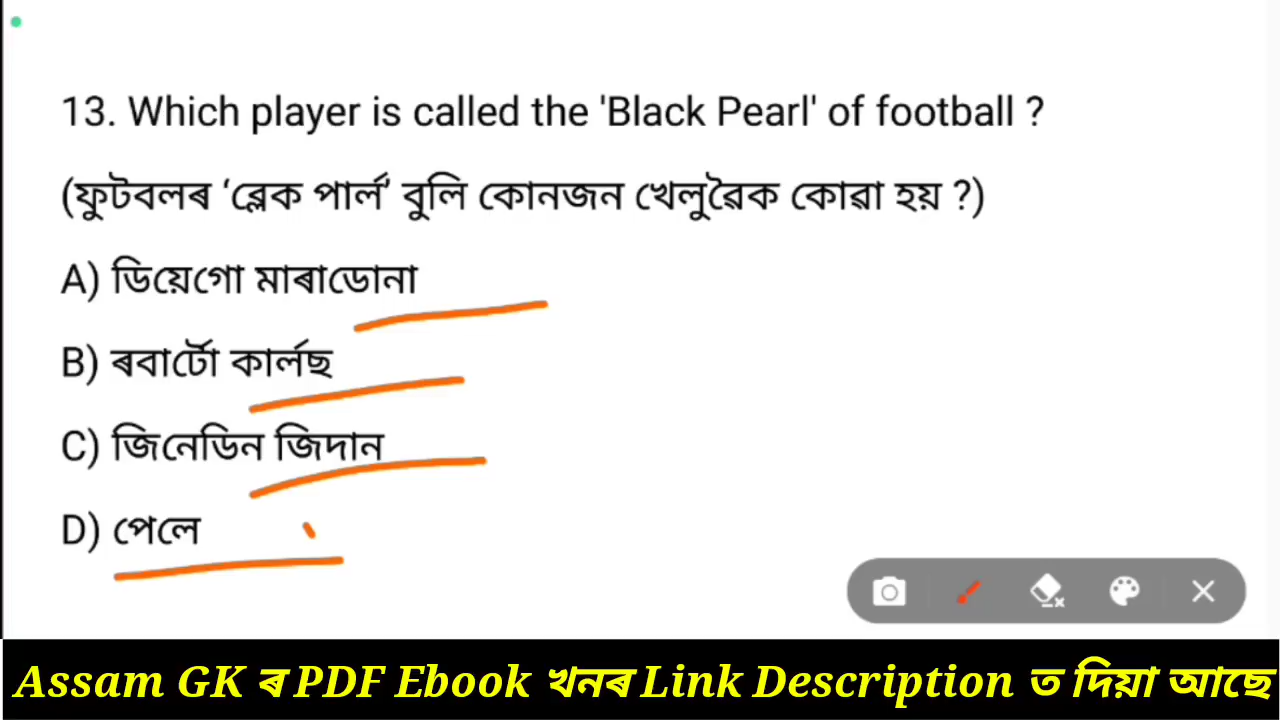 13. Which player is called the 'Black Pearl' of football ?
(ফুটবলৰ ‘ব্লেক পাৰ্ল’ বুলি কোনজন খেলুৱৈক কোৱা হয় ?)
A) ডিয়েগো মাৰাডোনা
B) ৰবাৰ্টো কাৰ্লছ
C) জিনেডিন জিদান
D) পেলে
Assam GK ৰ PDF Ebook খনৰ Link Description ত দিয়া আছে